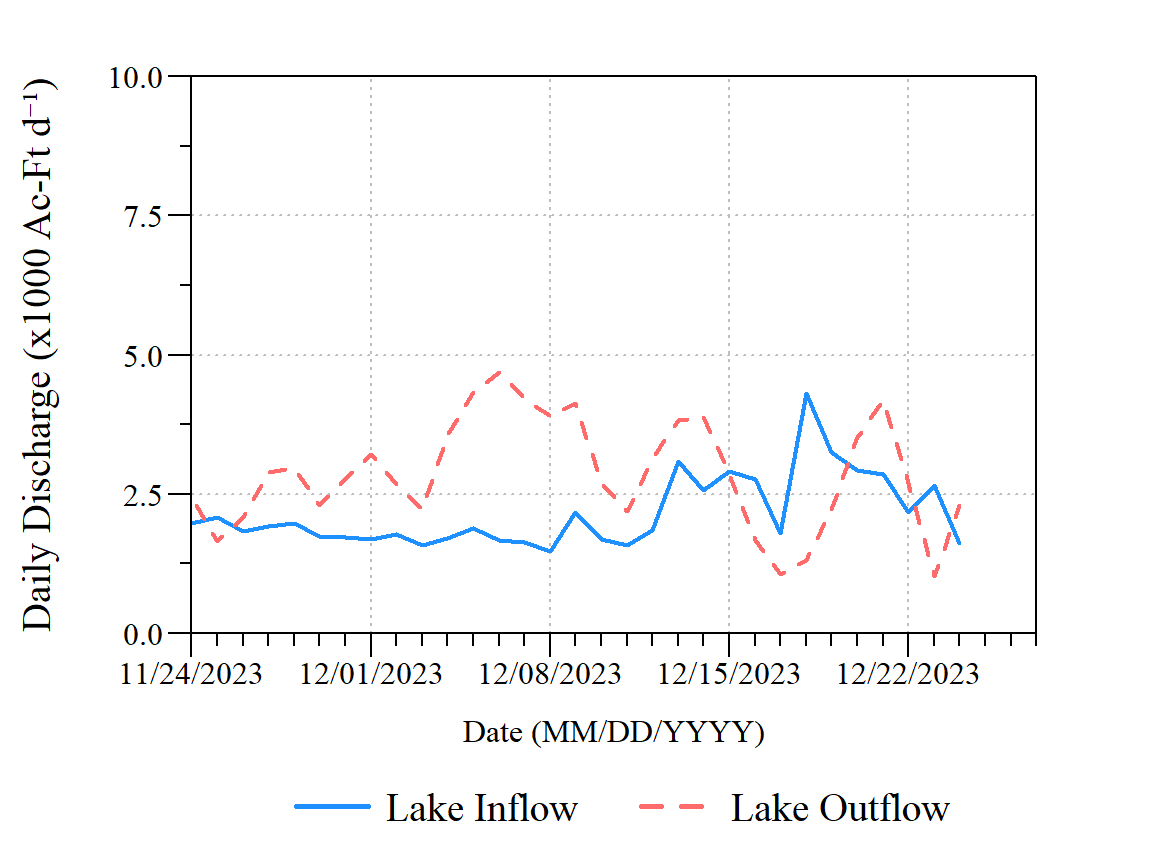 Daily Discharge (x1000 Ac-Ft d⁻¹)
10.0
7.5
5.0
2.5
0.0
11/24/2023 12/01/2023 12/08/2023 12/15/2023 12/22/2023
Date (MM/DD/YYYY)
Lake Inflow Lake Outflow